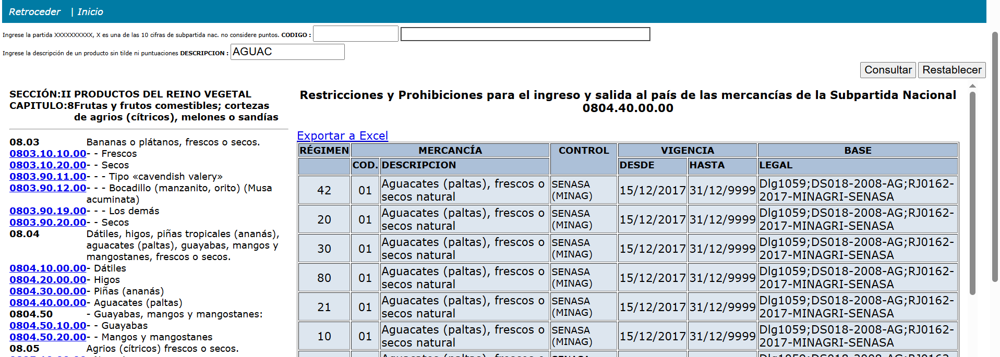 Retroceder | Inicio
Ingrese la partida XXXXXXXXXX, X es una de las 10 cifras de subpartida nac. no considere puntos. CODIGO :
Ingrese la descripción de un producto sin tilde ni puntuaciones DESCRIPCION : AGUAC
Consultar Restablecer
SECCIÓN:II PRODUCTOS DEL REINO VEGETAL
CAPITULO:8Frutas y frutos comestibles; cortezas
de agrios (cítricos), melones o sandías
08.03 Bananas o plátanos, frescos o secos.
0803.10.10.00- - Frescos
0803.10.20.00- - Secos
0803.90.11.00- - - Tipo «cavendish valery»
0803.90.12.00- - - Bocadillo (manzanito, orito) (Musa
acuminata)
0803.90.19.00- - - Los demás
0803.90.20.00- - Secos
08.04 Dátiles, higos, piñas tropicales (ananás),
aguacates (paltas), guayabas, mangos y
mangostanes, frescos o secos.
0804.10.00.00- Dátiles
0804.20.00.00- Higos
0804.30.00.00- Piñas (ananás)
0804.40.00.00- Aguacates (paltas)
0804.50 - Guayabas, mangos y mangostanes:
0804.50.10.00- - Guayabas
0804.50.20.00- - Mangos y mangostanes
08.05 Agrios (cítricos) frescos o secos.
Restricciones y Prohibiciones para el ingreso y salida al país de las mercancías de la Subpartida Nacional
0804.40.00.00
Exportar a Excel
RÉGIMEN MERCANCÍA CONTROL VIGENCIA BASE
COD. DESCRIPCION DESDE HASTA LEGAL
42 01 Aguacates (paltas), frescos o SENASA 15/12/2017 31/12/9999 Dlg1059;DS018-2008-AG;RJ0162-
secos natural (MINAG) 2017-MINAGRI-SENASA
20 01 Aguacates (paltas), frescos o SENASA 15/12/2017 31/12/9999 Dlg1059;DS018-2008-AG;RJ0162-
secos natural (MINAG) 2017-MINAGRI-SENASA
30 01 Aguacates (paltas), frescos o SENASA 15/12/2017 31/12/9999 Dlg1059;DS018-2008-AG;RJ0162-
secos natural (MINAG) 2017-MINAGRI-SENASA
80 01 Aguacates (paltas), frescos o SENASA 15/12/2017 31/12/9999 Dlg1059;DS018-2008-AG;RJ0162-
secos natural (MINAG) 2017-MINAGRI-SENASA
21 01 Aguacates (paltas), frescos o SENASA 15/12/2017 31/12/9999 Dlg1059;DS018-2008-AG;RJ0162-
secos natural (MINAG) 2017-MINAGRI-SENASA
10 01 Aguacates (paltas), frescos o SENASA 15/12/2017 31/12/9999 Dlg1059;DS018-2008-AG;RJ0162-
secos natural (MINAG) 2017-MINAGRI-SENASA